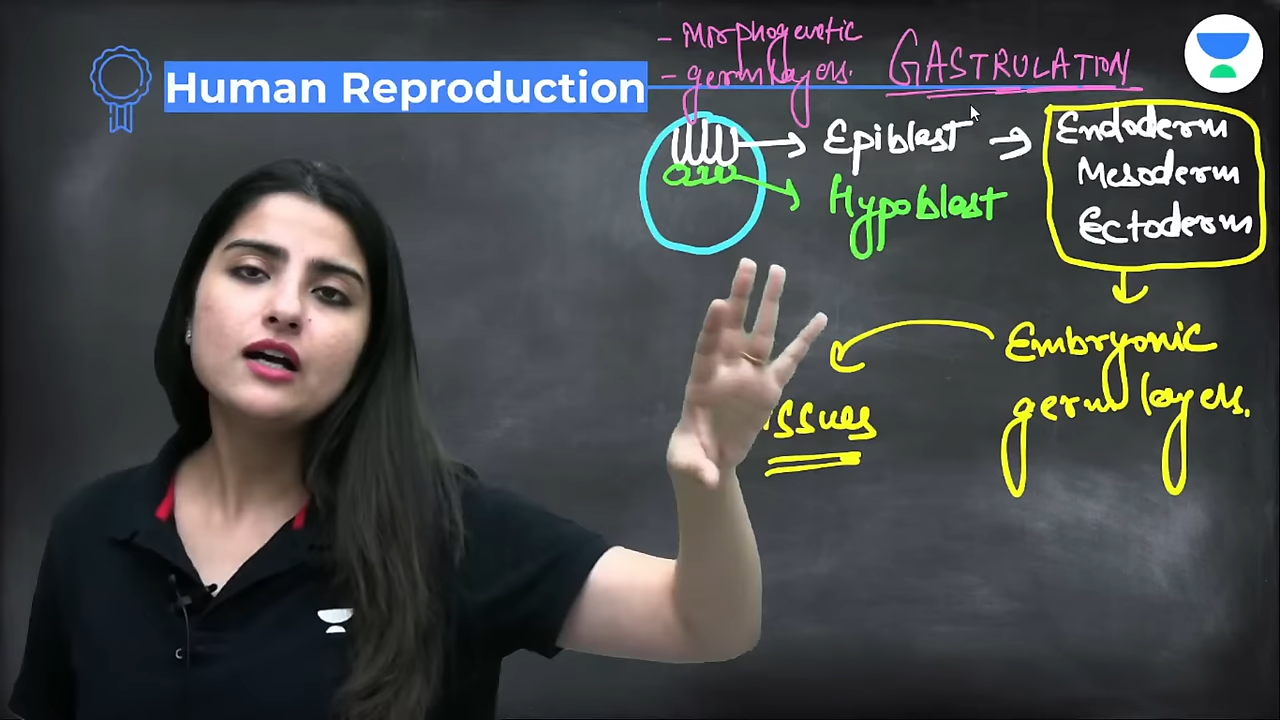 - Morphogenetic
- germ layers.
GASTRULATION
Human Reproduction
Epiblast
Endoderm
Mesoderm
Ectoderm
Hypoblast
Embryonic
germ layers.
issues